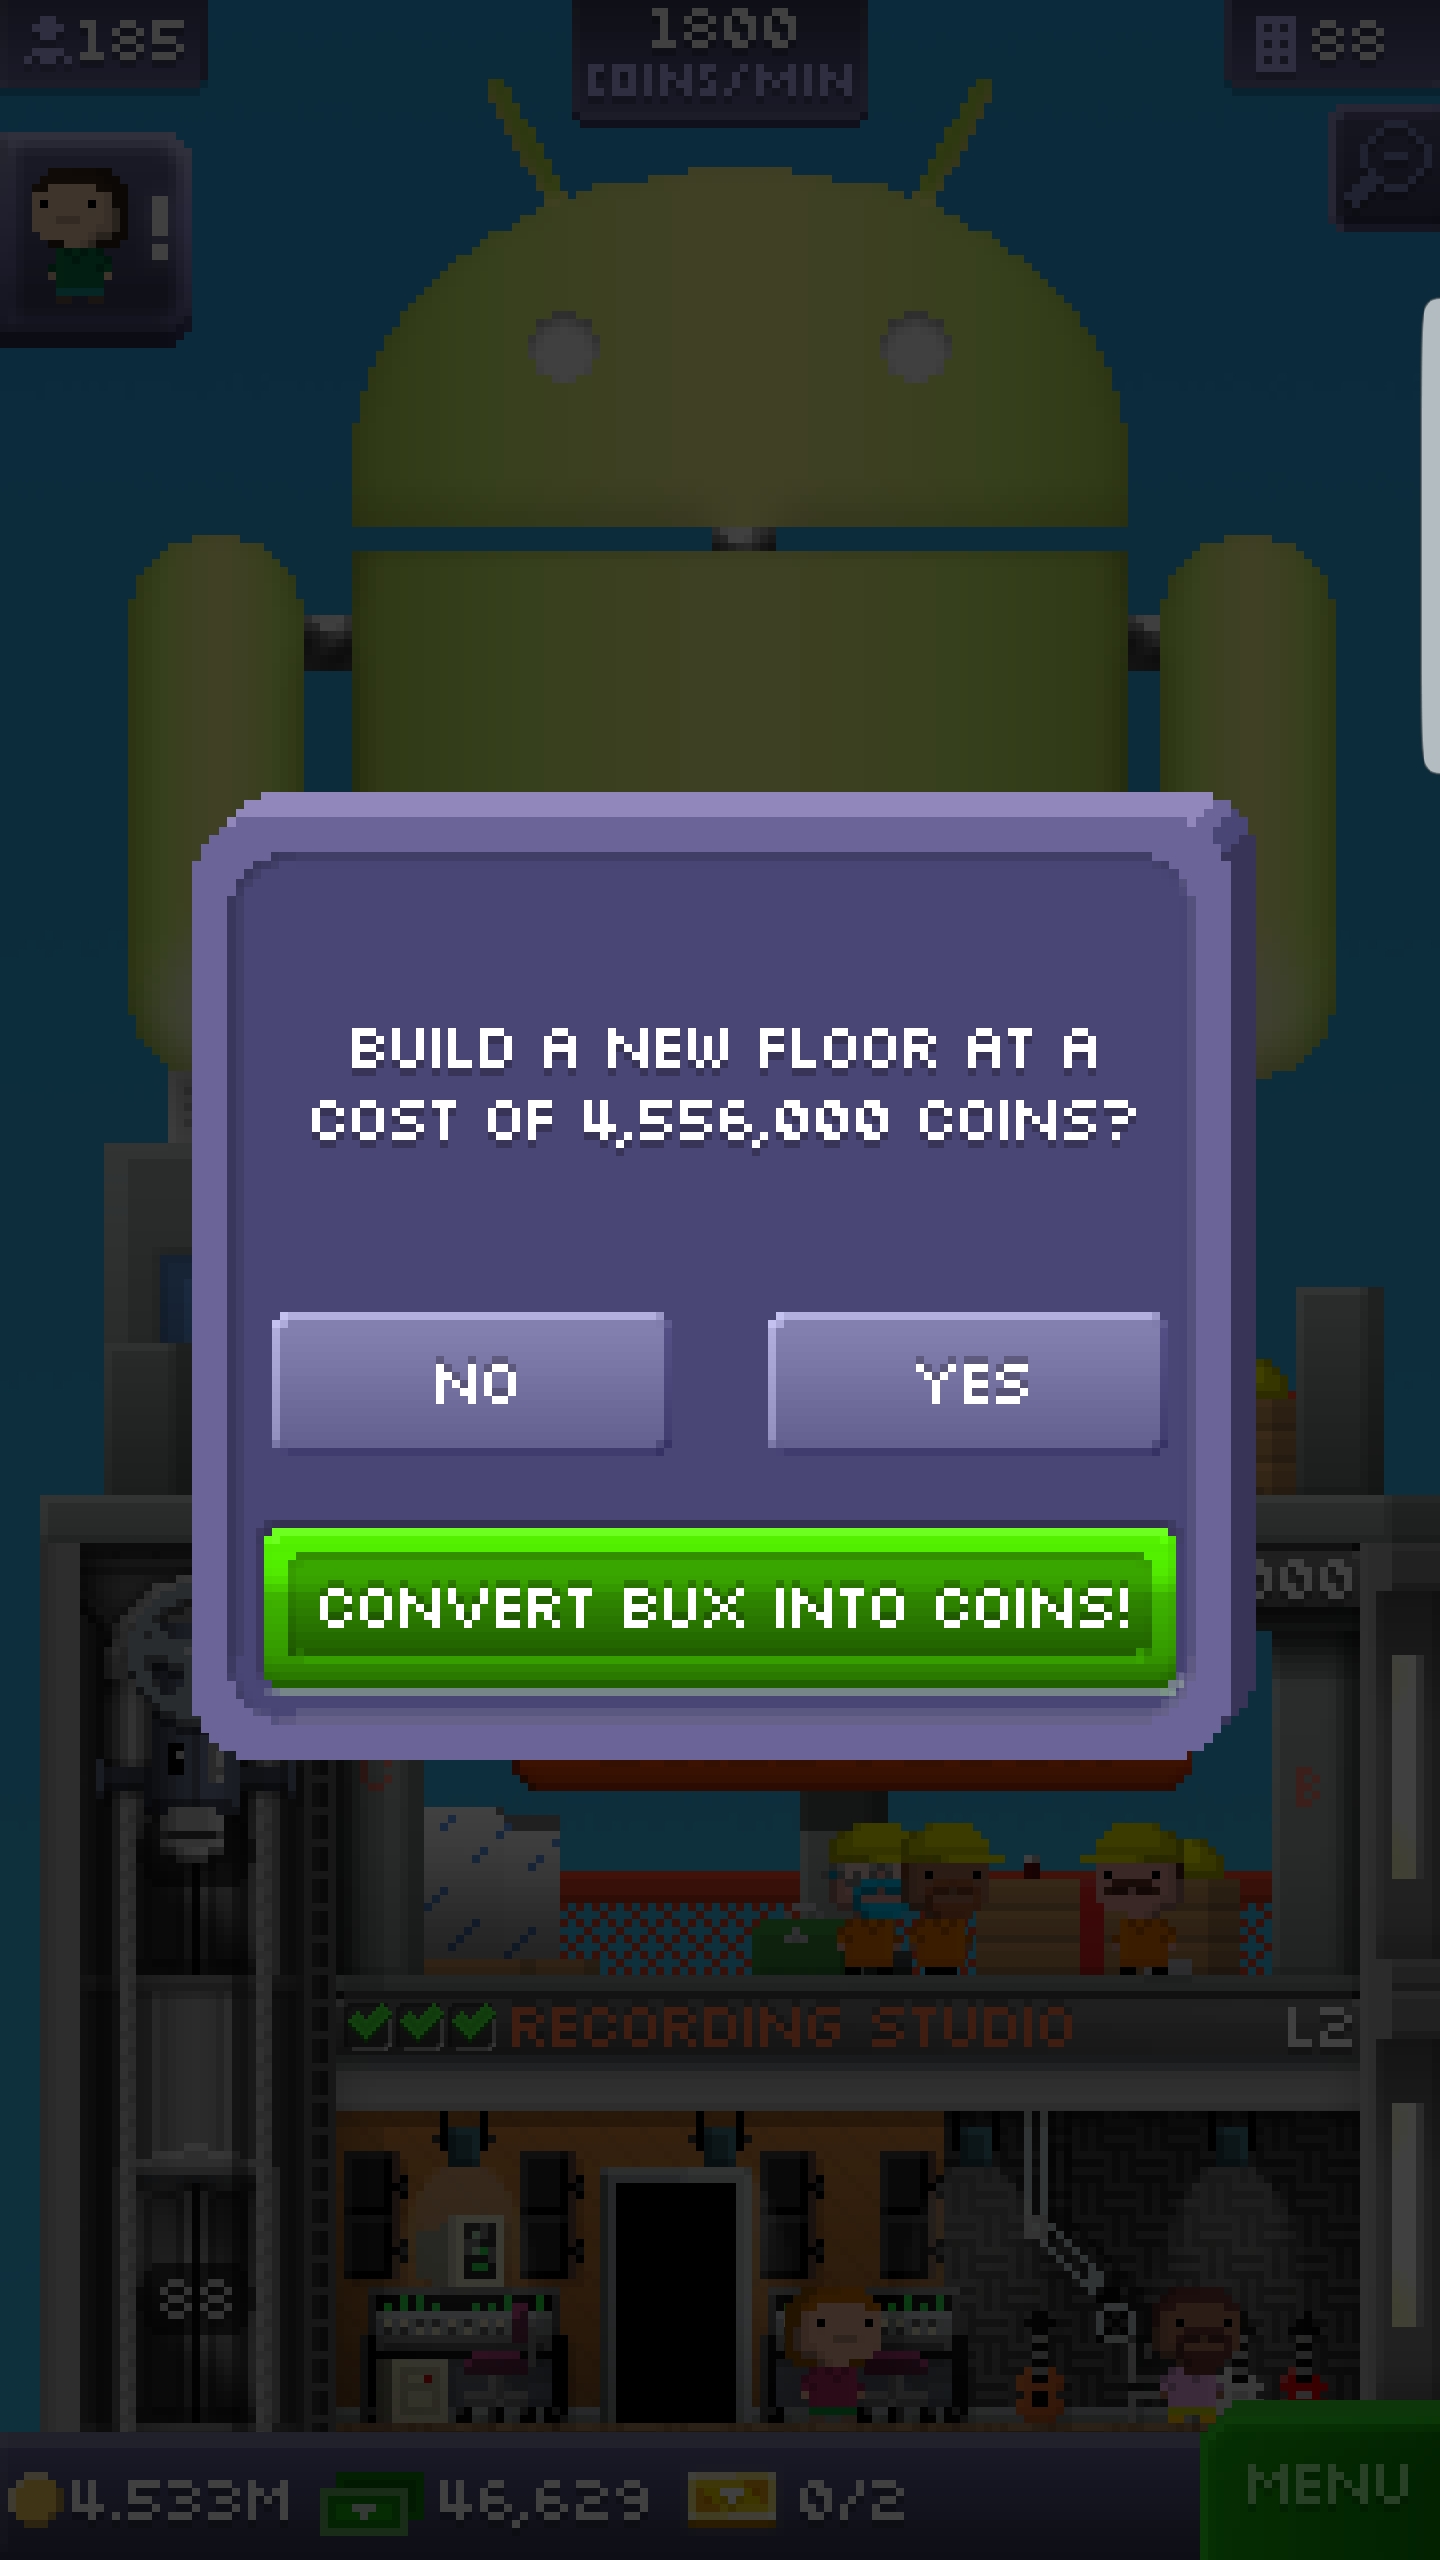 185
1800
COINS/MIN
88
!
BUILD A NEW FLOOR AT A
COST OF 4,556,000 COINS?
NO
YES
CONVERT BUX INTO COINS!
000
B
RECORDING STUDIO
L2
88
4.533M
46,629
0/2
MENU